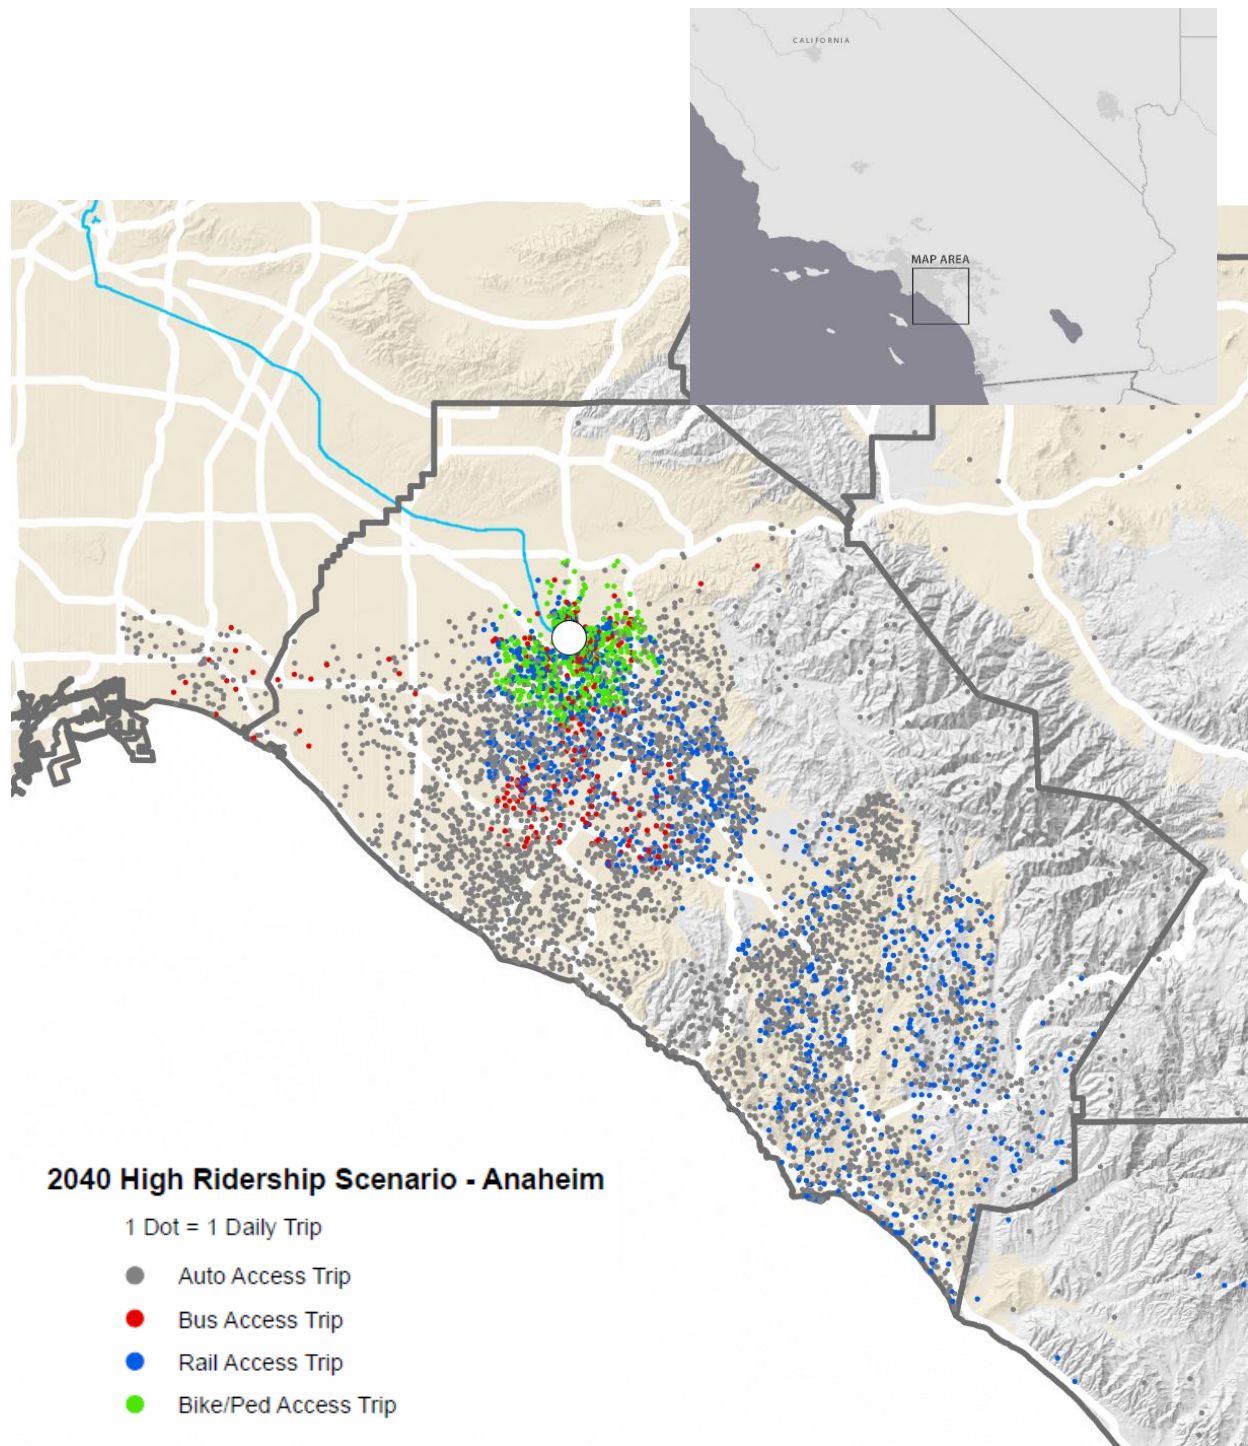 CALIFORNIA
MAP AREA
2040 High Ridership Scenario - Anaheim
1 Dot = 1 Daily Trip
Auto Access Trip
Bus Access Trip
Rail Access Trip
Bike/Ped Access Trip